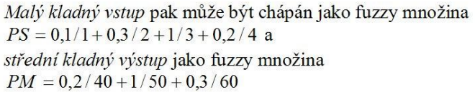 Malý kladný vstup pak může být chápán jako fuzzy množina
PS = 0,1/1+0,3/2+1/3+0,2/4 a
střední kladný výstup jako fuzzy množina
PM = 0,2/40+1/50+0,3/60